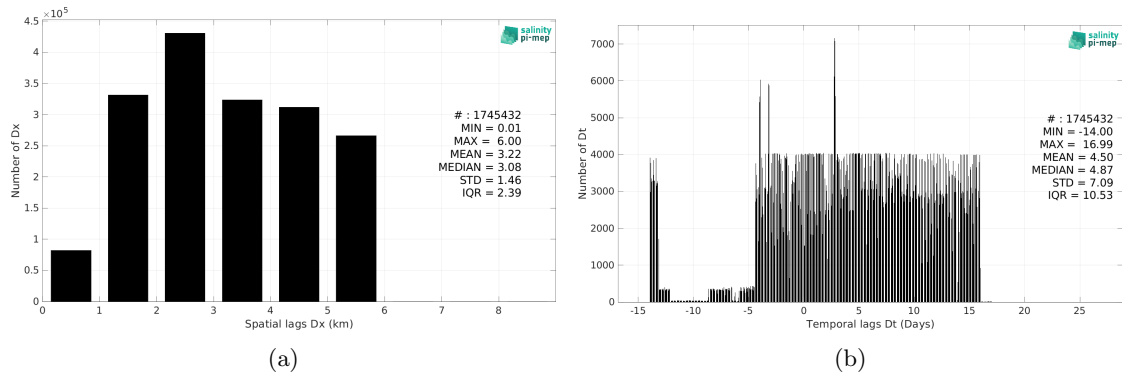 ×10^5
4.5
4
3.5
3
2.5
2
1.5
1
0.5
0
Number of Dx
salinity
pi-mep
# : 1745432
MIN = 0.01
MAX = 6.00
MEAN = 3.22
MEDIAN = 3.08
STD = 1.46
IQR = 2.39
0 1 2 3 4 5 6 7 8
Spatial lags Dx (km)
(a)
7000
6000
5000
4000
3000
2000
1000
0
Number of Dt
salinity
pi-mep
# : 1745432
MIN = -14.00
MAX = 16.99
MEAN = 4.50
MEDIAN = 4.87
STD = 7.09
IQR = 10.53
-15 -10 -5 0 5 10 15 20 25
Temporal lags Dt (Days)
(b)